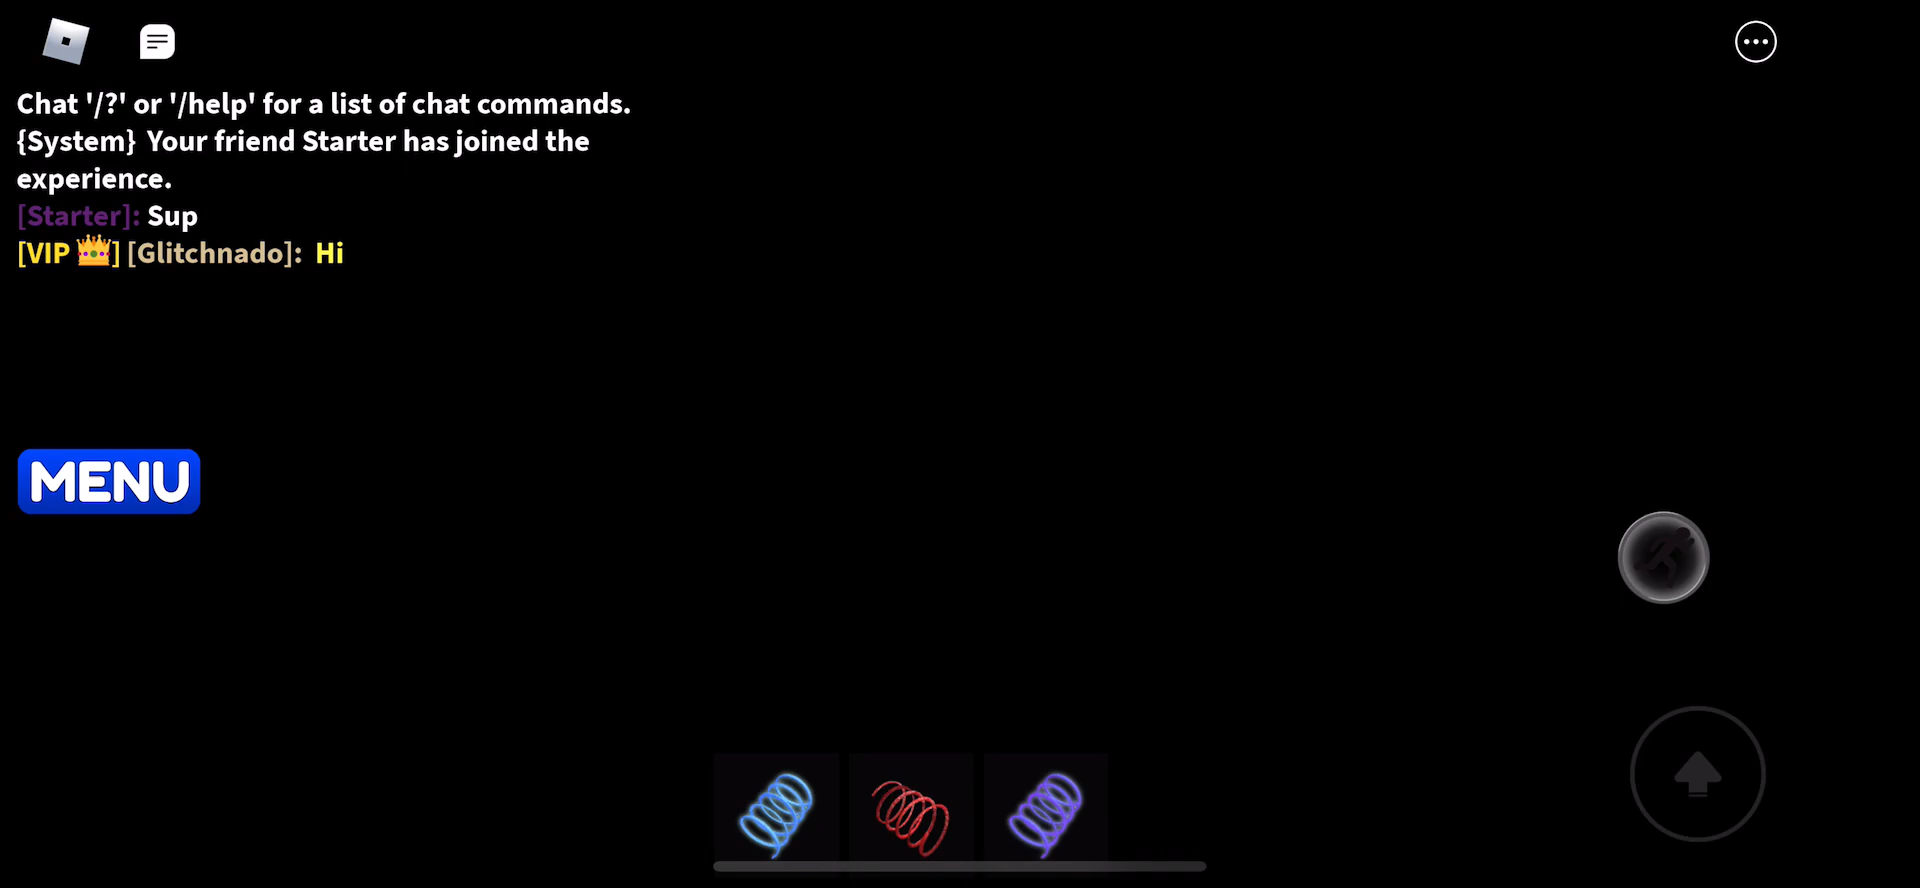 Chat '/?' or '/help' for a list of chat commands.
{System} Your friend Starter has joined the
experience.
[Starter]: Sup
[VIP 👑] [Glitchnado]: Hi
MENU